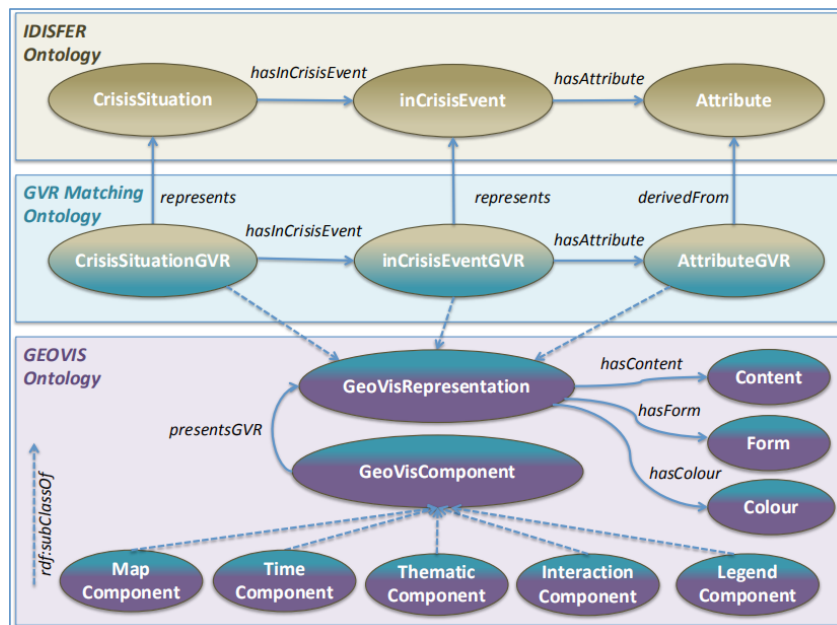 IDISFER
Ontology
hasInCrisisEvent
hasAttribute
CrisisSituation
inCrisisEvent
Attribute
GVR Matching
Ontology
represents
represents
derivedFrom
hasInCrisisEvent
hasAttribute
CrisisSituationGVR
inCrisisEventGVR
AttributeGVR
GEOVIS
Ontology
GeoVisRepresentation
hasContent
Content
presentsGVR
hasForm
Form
GeoVisComponent
hasColour
Colour
rdf:subClassOf
Map
Component
Time
Component
Thematic
Component
Interaction
Component
Legend
Component